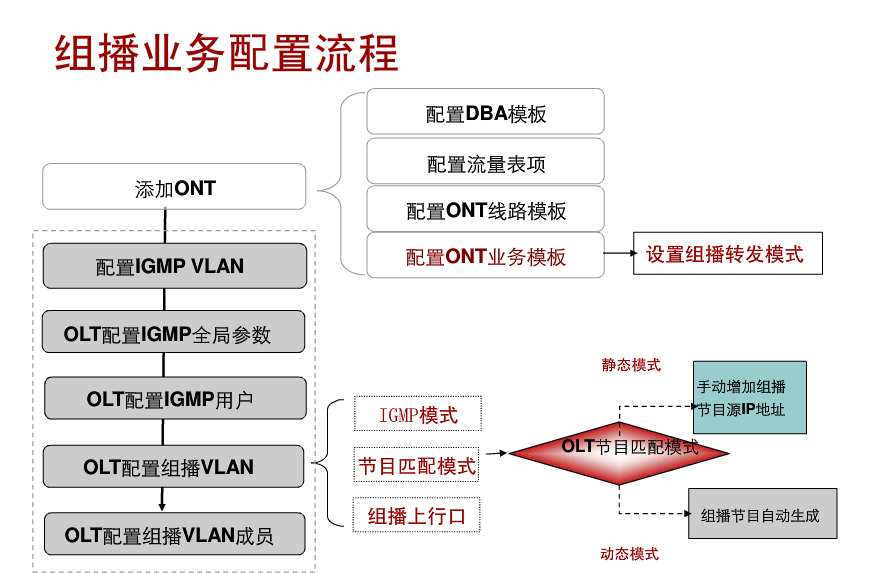 组播业务配置流程
添加ONT
配置IGMP VLAN
OLT配置IGMP全局参数
OLT配置IGMP用户
OLT配置组播VLAN
OLT配置组播VLAN成员
配置DBA模板
配置流量表项
配置ONT线路模板
配置ONT业务模板
设置组播转发模式
IGMP模式
节目匹配模式
组播上行口
OLT节目匹配模式
静态模式
手动增加组播
节目源IP地址
组播节目自动生成
动态模式